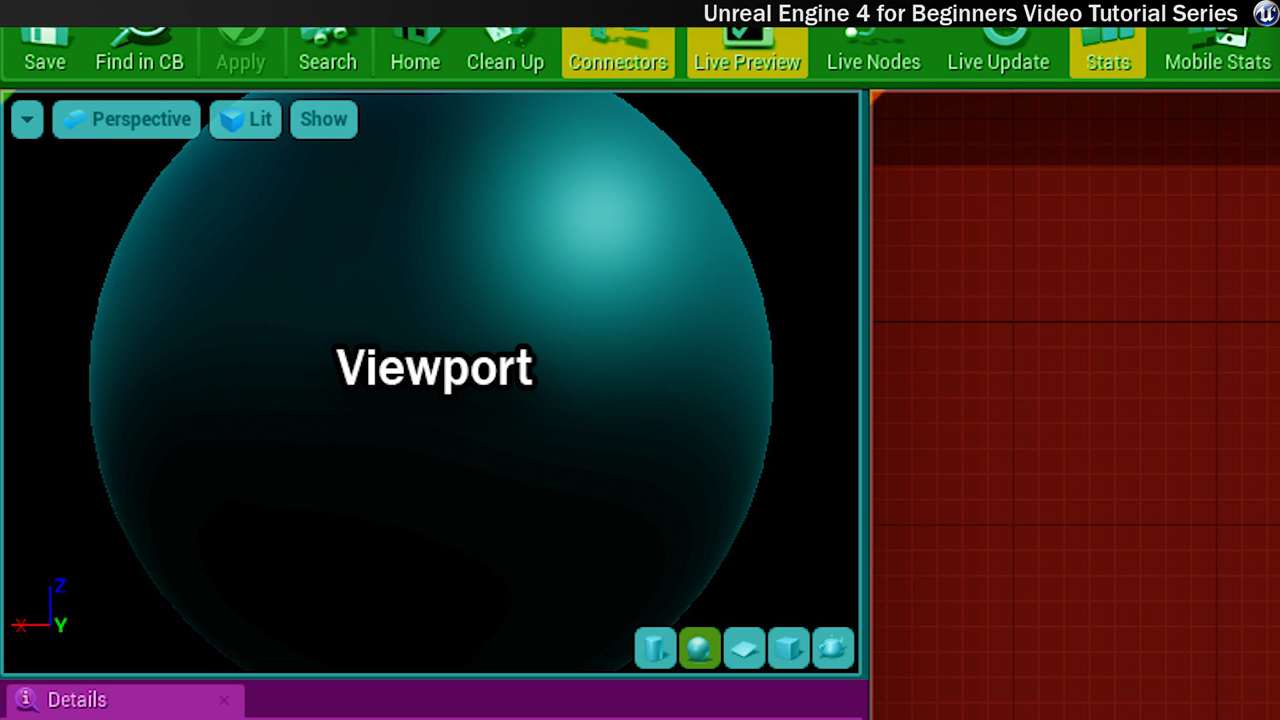 Unreal Engine 4 for Beginners Video Tutorial Series
Save Find in CB Apply Search Home Clean Up Connectors Live Preview Live Nodes Live Update Stats Mobile Stats
Perspective Lit Show
Viewport
Z
X Y
Details